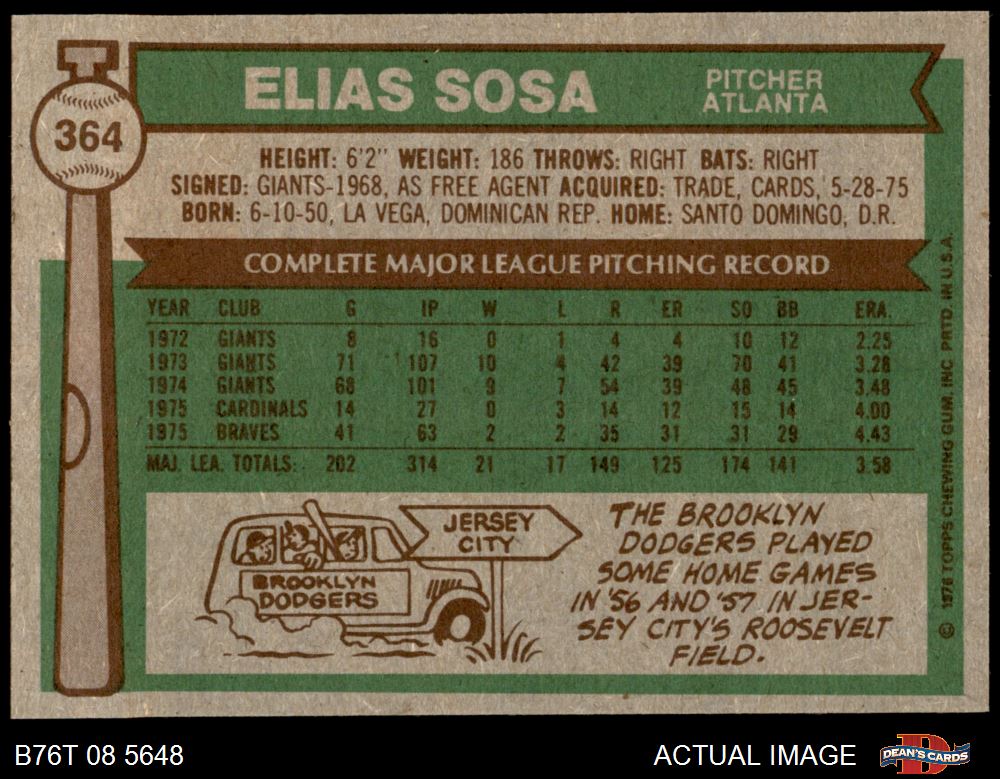 364
ELIAS SOSA
PITCHER
ATLANTA
HEIGHT: 6'2" WEIGHT: 186 THROWS: RIGHT BATS: RIGHT
SIGNED: GIANTS-1968, AS FREE AGENT ACQUIRED: TRADE, CARDS, 5-28-75
BORN: 6-10-50, LA VEGA, DOMINICAN REP. HOME: SANTO DOMINGO, D.R.
COMPLETE MAJOR LEAGUE PITCHING RECORD
YEAR CLUB G IP W L R ER SO BB ERA.
1972 GIANTS 8 16 0 1 4 4 10 12 2.25
1973 GIANTS 71 107 10 4 42 39 70 41 3.28
1974 GIANTS 68 101 9 7 54 39 48 45 3.48
1975 CARDINALS 14 27 0 3 14 12 15 14 4.00
1975 BRAVES 41 63 2 2 35 31 31 29 4.43
MAJ. LEA. TOTALS: 202 314 21 17 149 125 174 141 3.58
JERSEY
CITY
BROOKLYN
DODGERS
THE BROOKLYN
DODGERS PLAYED
SOME HOME GAMES
IN '56 AND '57 IN JER-
SEY CITY'S ROOSEVELT
FIELD.
© 1976 TOPPS CHEWING GUM, INC. PRTD. IN U.S.A.
B76T 08 5648
ACTUAL IMAGE
DEAN'S CARDS